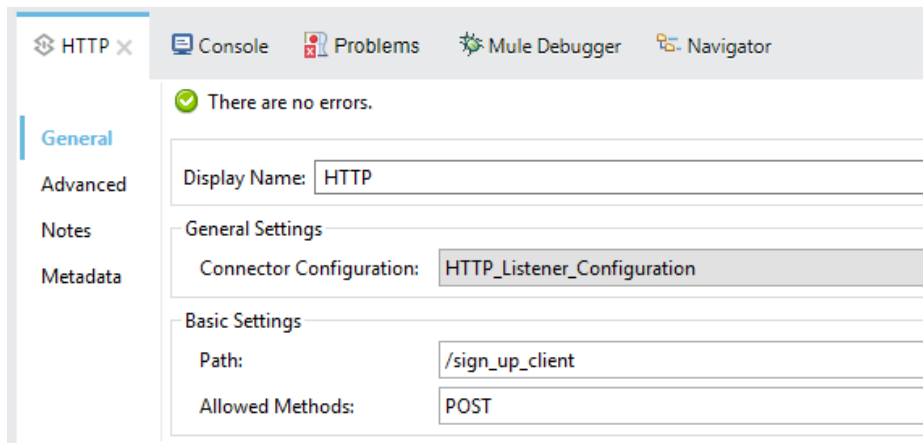 HTTP Console Problems Mule Debugger Navigator
There are no errors.
General
Advanced
Notes
Metadata
Display Name: HTTP
General Settings
Connector Configuration: HTTP_Listener_Configuration
Basic Settings
Path: /sign_up_client
Allowed Methods: POST